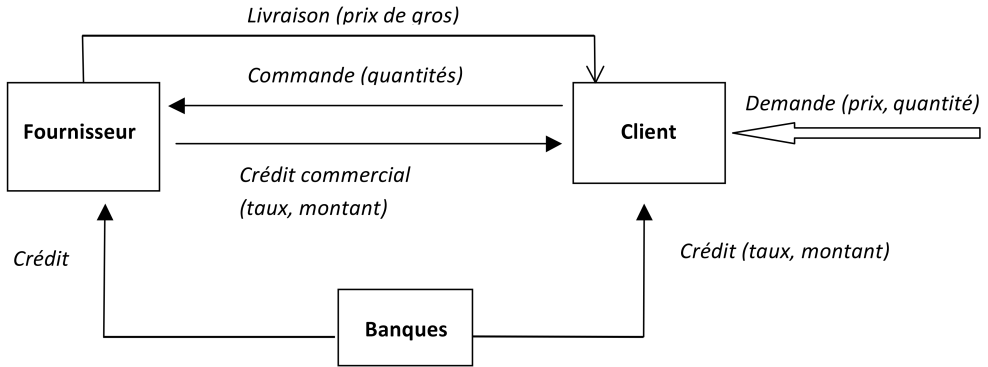 Livraison (prix de gros)
Commande (quantités)
Demande (prix, quantité)
Fournisseur
Client
Crédit commercial
(taux, montant)
Crédit
Crédit (taux, montant)
Banques